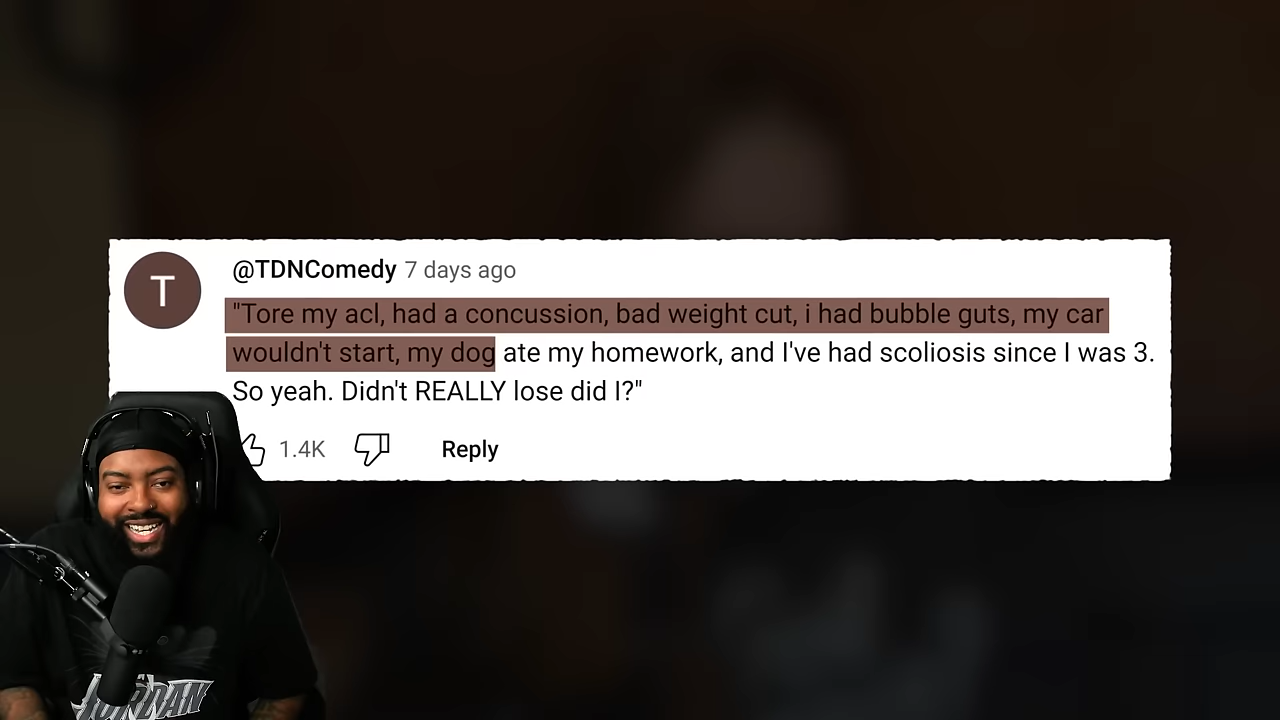 @TDNComedy 7 days ago
"Tore my acl, had a concussion, bad weight cut, i had bubble guts, my car
wouldn't start, my dog ate my homework, and I've had scoliosis since I was 3.
So yeah. Didn't REALLY lose did I?"
T
1.4K Reply
JORDAN